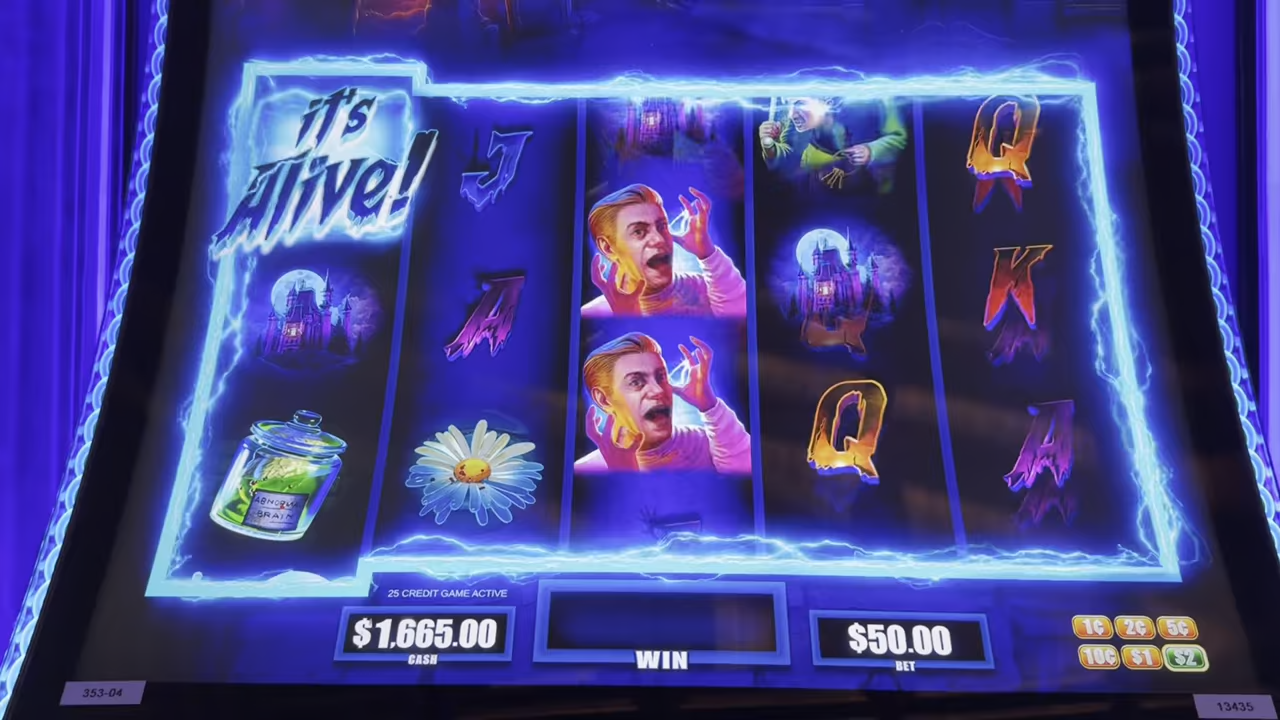 it's
Alive!
J
A
Q
K
Q
A
ABNORMAL
BRAIN
25 CREDIT GAME ACTIVE
$1,665.00
CASH
WIN
$50.00
BET
1¢ 2¢ 5¢
10¢ $1 $2
353-04
13435